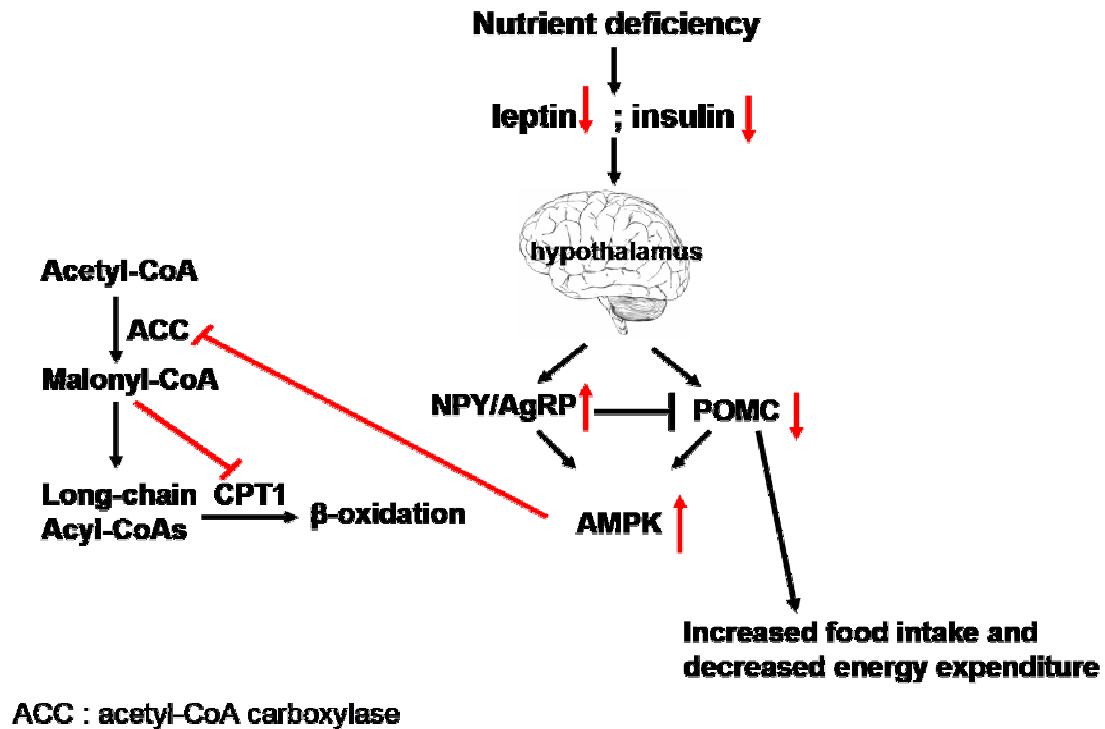 Nutrient deficiency
leptin ; insulin
hypothalamus
Acetyl-CoA
ACC
Malonyl-CoA
NPY/AgRP
POMC
Long-chain CPT1
Acyl-CoAs
β-oxidation
AMPK
Increased food intake and
decreased energy expenditure
ACC : acetyl-CoA carboxylase